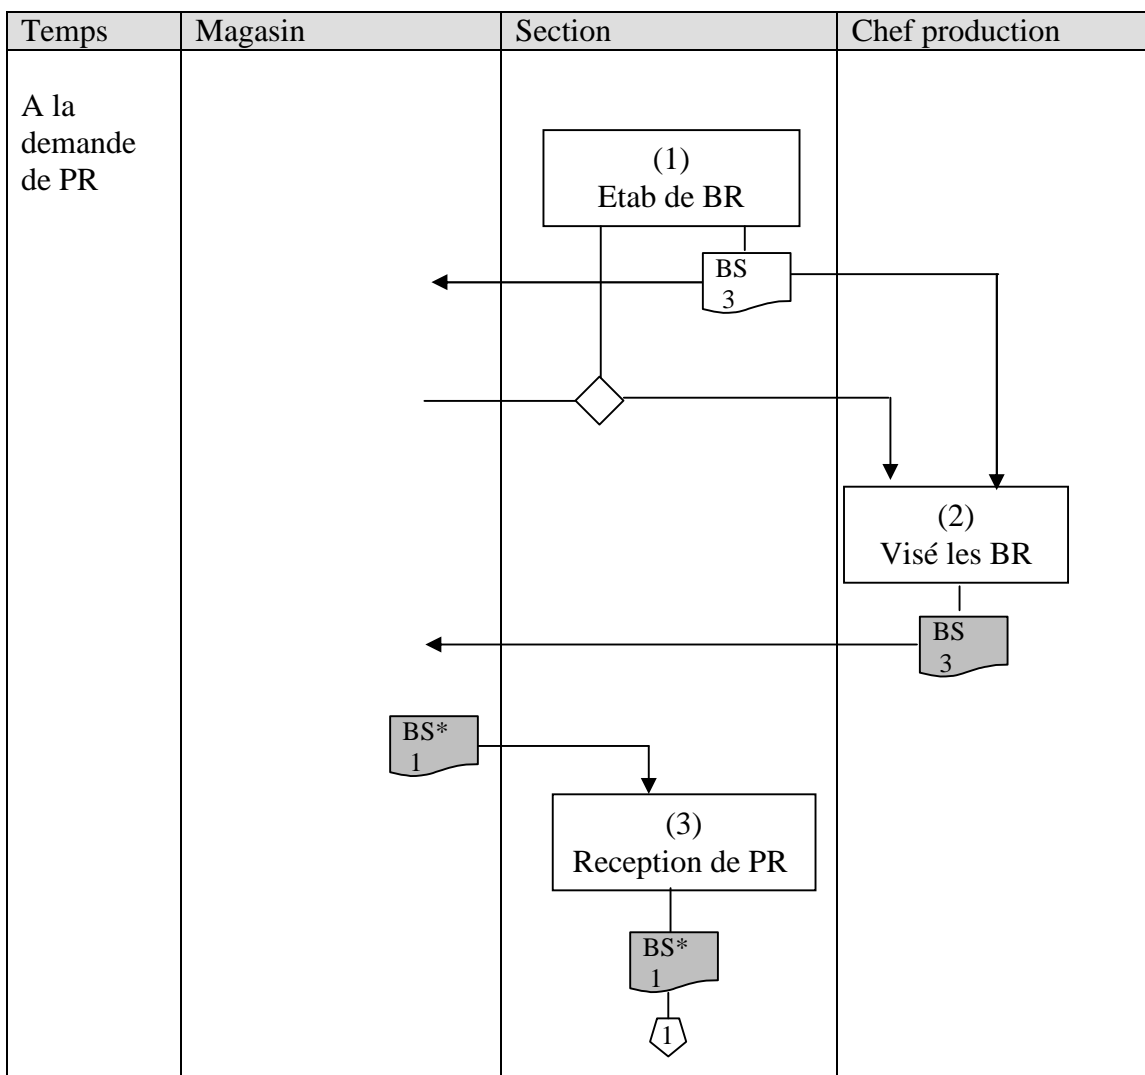 Temps Magasin Section Chef production
A la
demande
de PR
(1)
Etab de BR
BS
3
(2)
Visé les BR
BS
3
BS*
1
(3)
Reception de PR
BS*
1
1